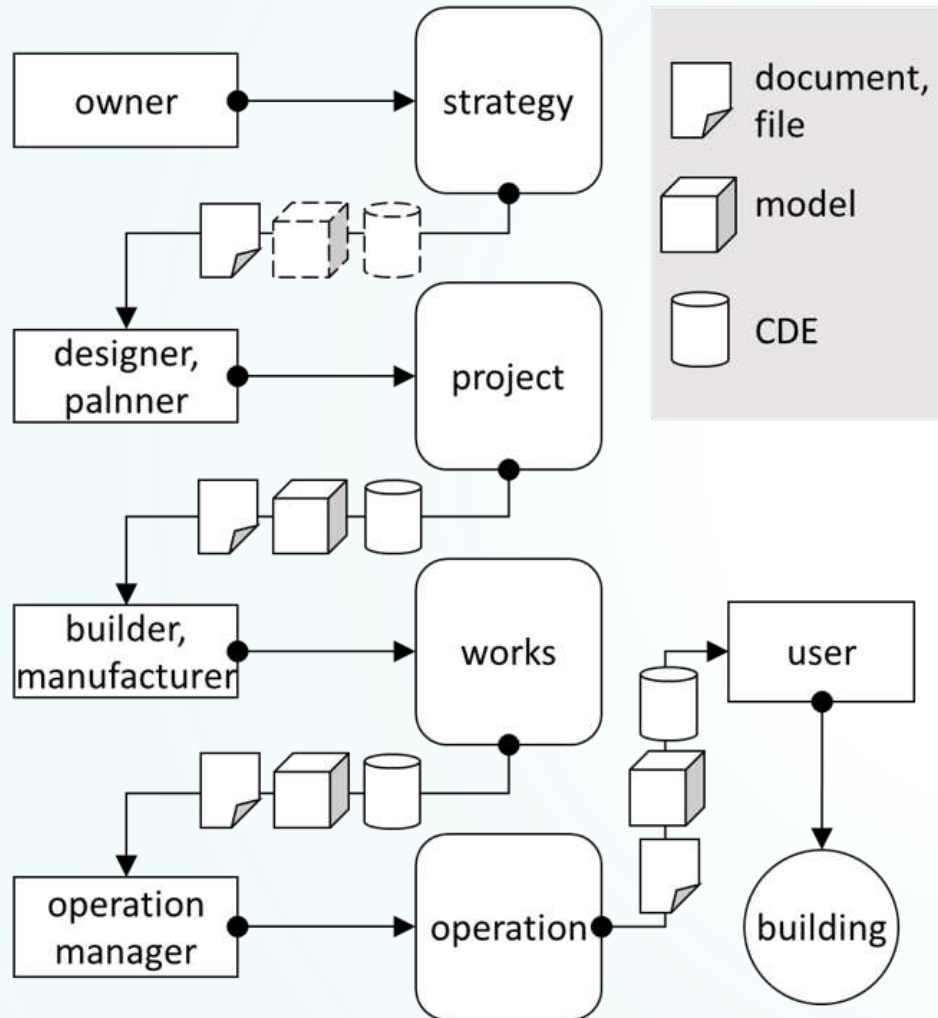 owner
strategy
document,
file
model
CDE
designer,
palnner
project
builder,
manufacturer
works
user
operation
manager
operation
building